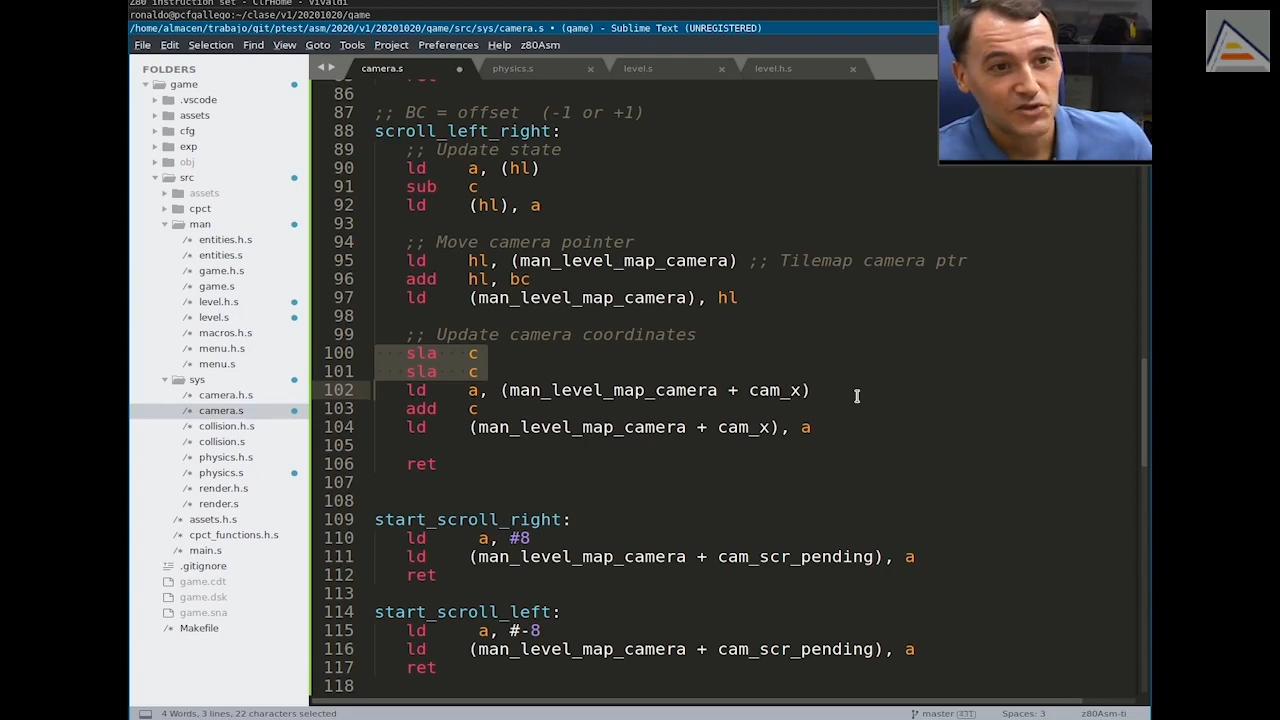 Z80 instruction set - ClrHome - Vivaldi
ronaldo@pcfgallego:~/clase/v1/20201020/game
/home/almacen/trabajo/git/ptest/asm/2020/v1/20201020/game/src/sys/camera.s • (game) - Sublime Text (UNREGISTERED)
File Edit Selection Find View Goto Tools Project Preferences Help z80Asm
FOLDERS
game
.vscode
assets
cfg
exp
obj
src
assets
cpct
man
/* entities.h.s
/* entities.s
/* game.h.s
/* game.s
/* level.h.s
/* level.s
/* macros.h.s
/* menu.h.s
/* menu.s
sys
/* camera.h.s
/* camera.s
/* collision.h.s
/* collision.s
/* physics.h.s
/* physics.s
/* render.h.s
/* render.s
/* assets.h.s
/* cpct_functions.h.s
/* main.s
.gitignore
game.cdt
game.dsk
game.sna
Makefile
camera.s physics.s level.s level.h.s
86
87 ;; BC = offset (-1 or +1)
88 scroll_left_right:
89 ;; Update state
90 ld a, (hl)
91 sub c
92 ld (hl), a
93
94 ;; Move camera pointer
95 ld hl, (man_level_map_camera) ;; Tilemap camera ptr
96 add hl, bc
97 ld (man_level_map_camera), hl
98
99 ;; Update camera coordinates
100 sla c
101 sla c
102 ld a, (man_level_map_camera + cam_x)
103 add c
104 ld (man_level_map_camera + cam_x), a
105
106 ret
107
108
109 start_scroll_right:
110 ld a, #8
111 ld (man_level_map_camera + cam_scr_pending), a
112 ret
113
114 start_scroll_left:
115 ld a, #-8
116 ld (man_level_map_camera + cam_scr_pending), a
117 ret
118
4 Words, 3 lines, 22 characters selected master 431 Spaces: 3 z80Asm-ti